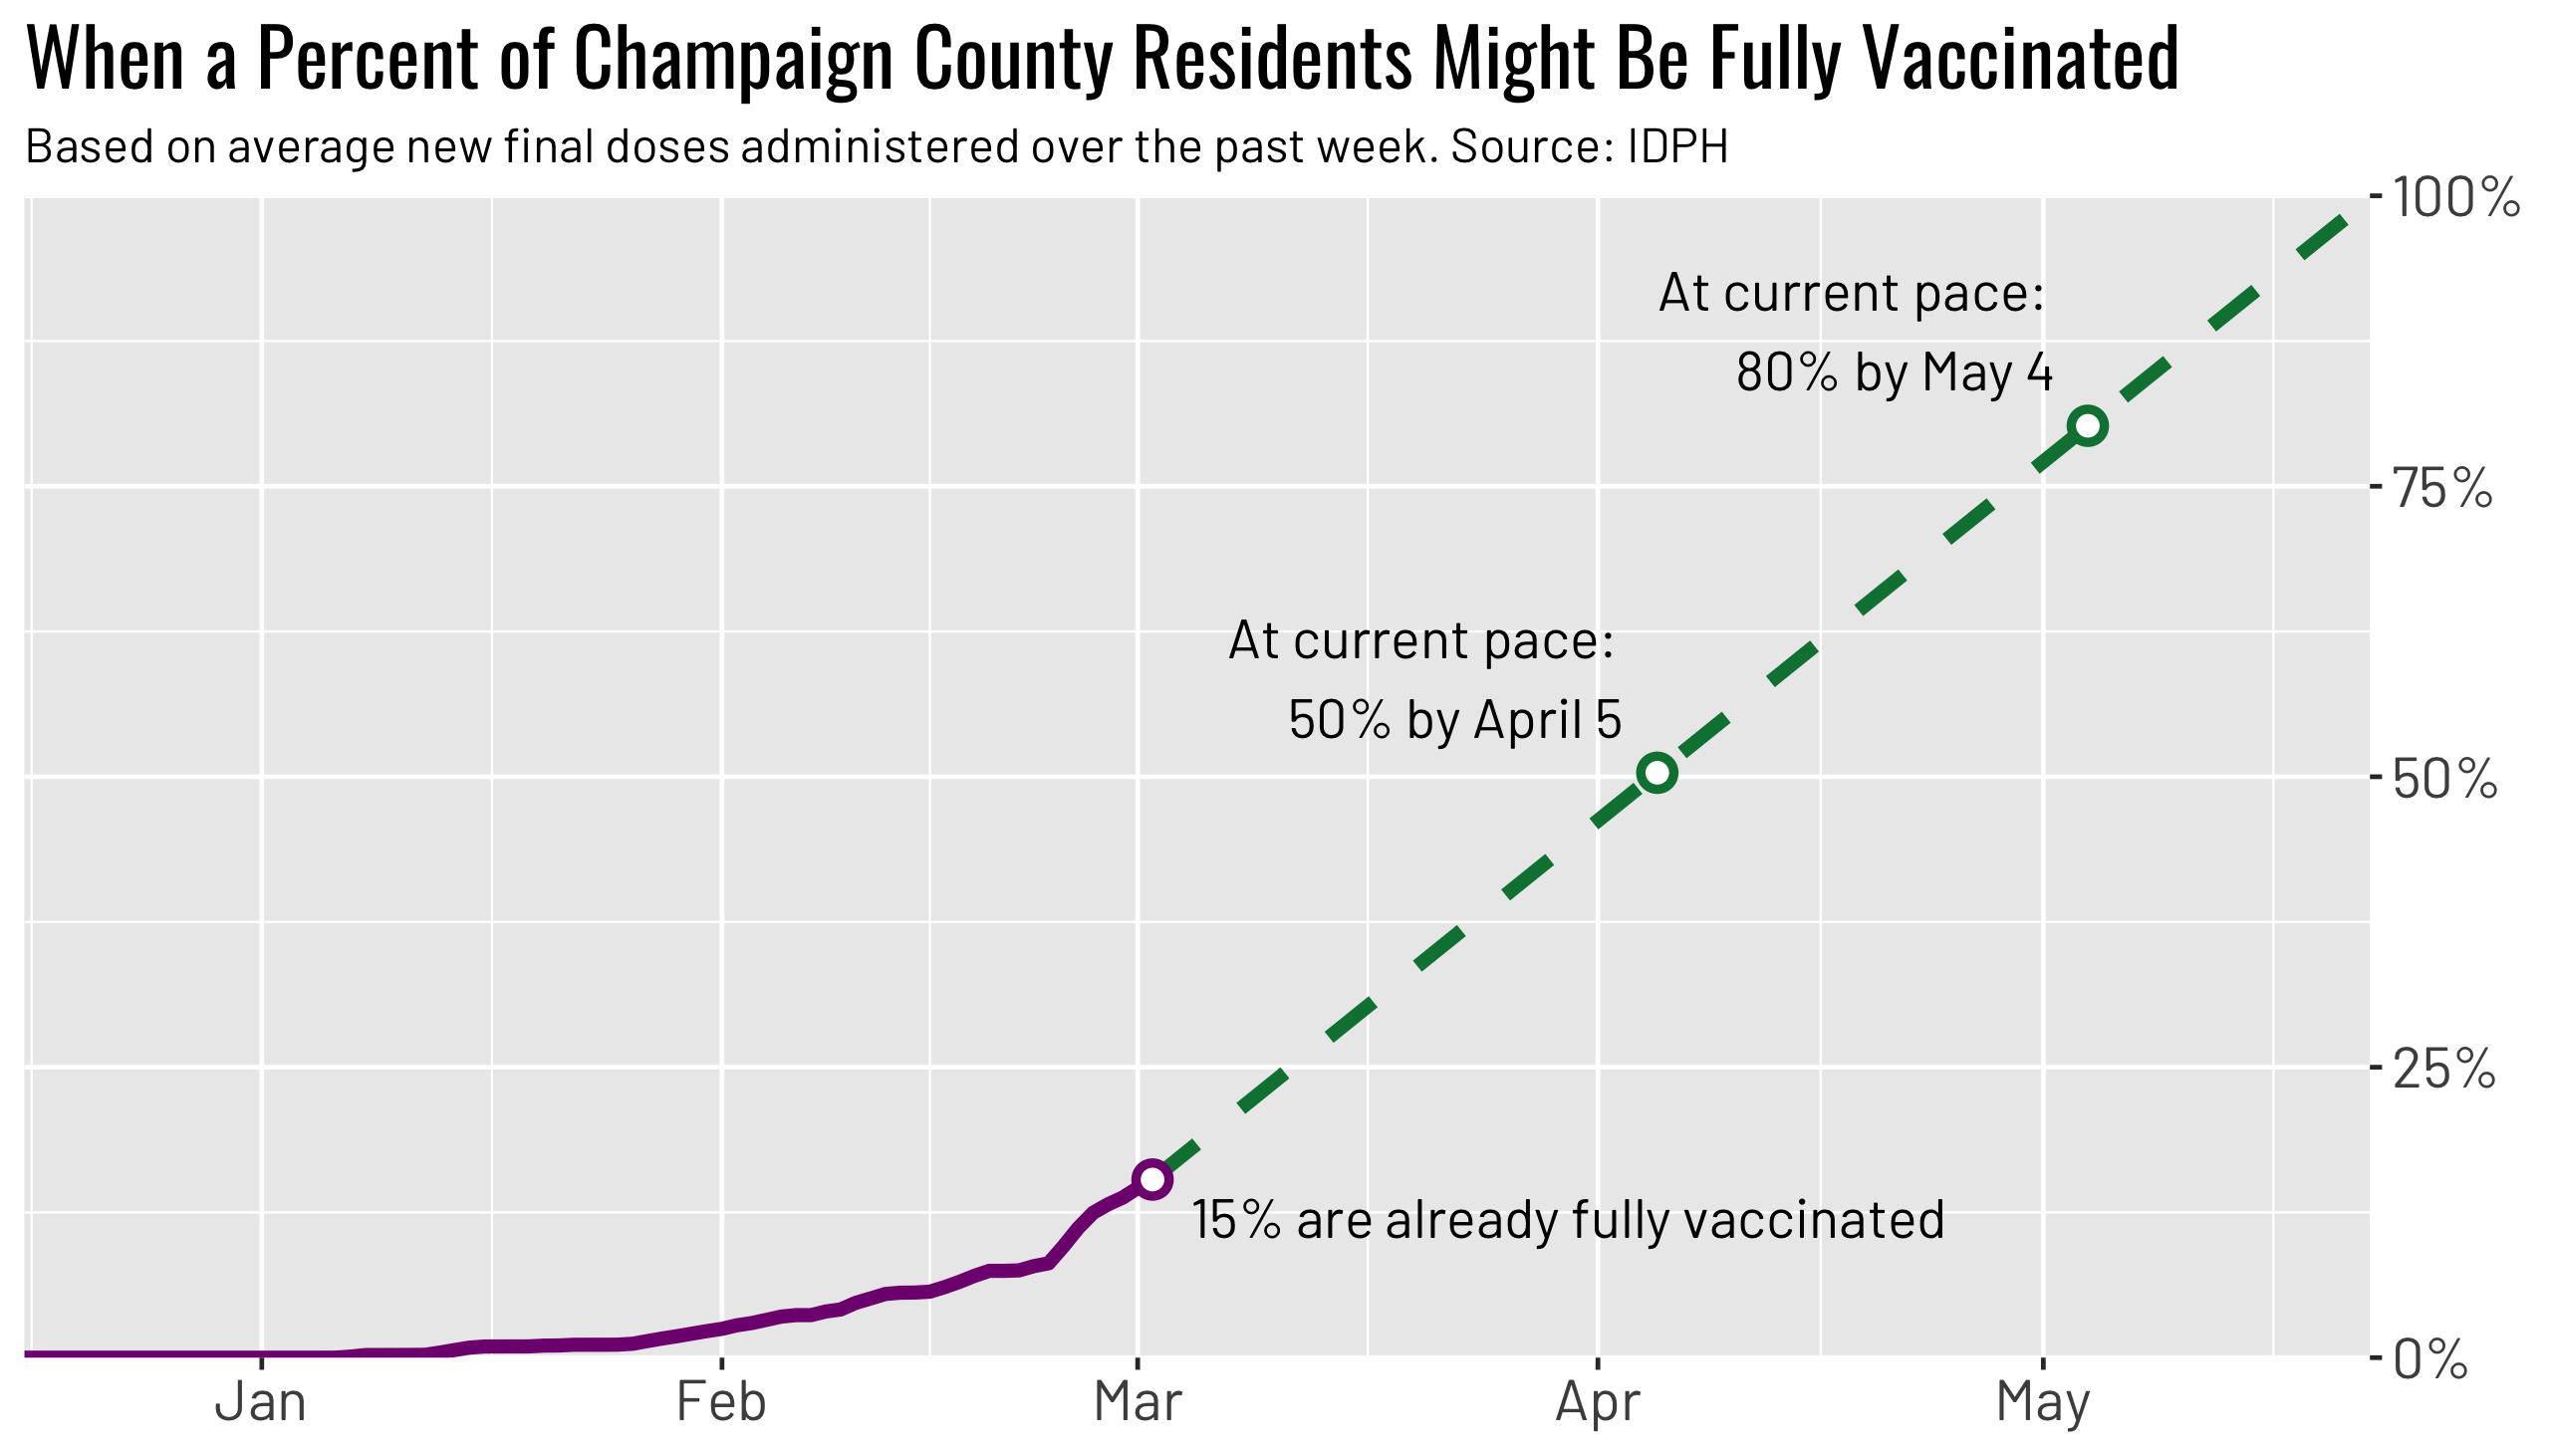 When a Percent of Champaign County Residents Might Be Fully Vaccinated
Based on average new final doses administered over the past week. Source: IDPH
100%
At current pace:
80% by May 4
75%
At current pace:
50% by April 5
50%
25%
15% are already fully vaccinated
0%
Jan Feb Mar Apr May